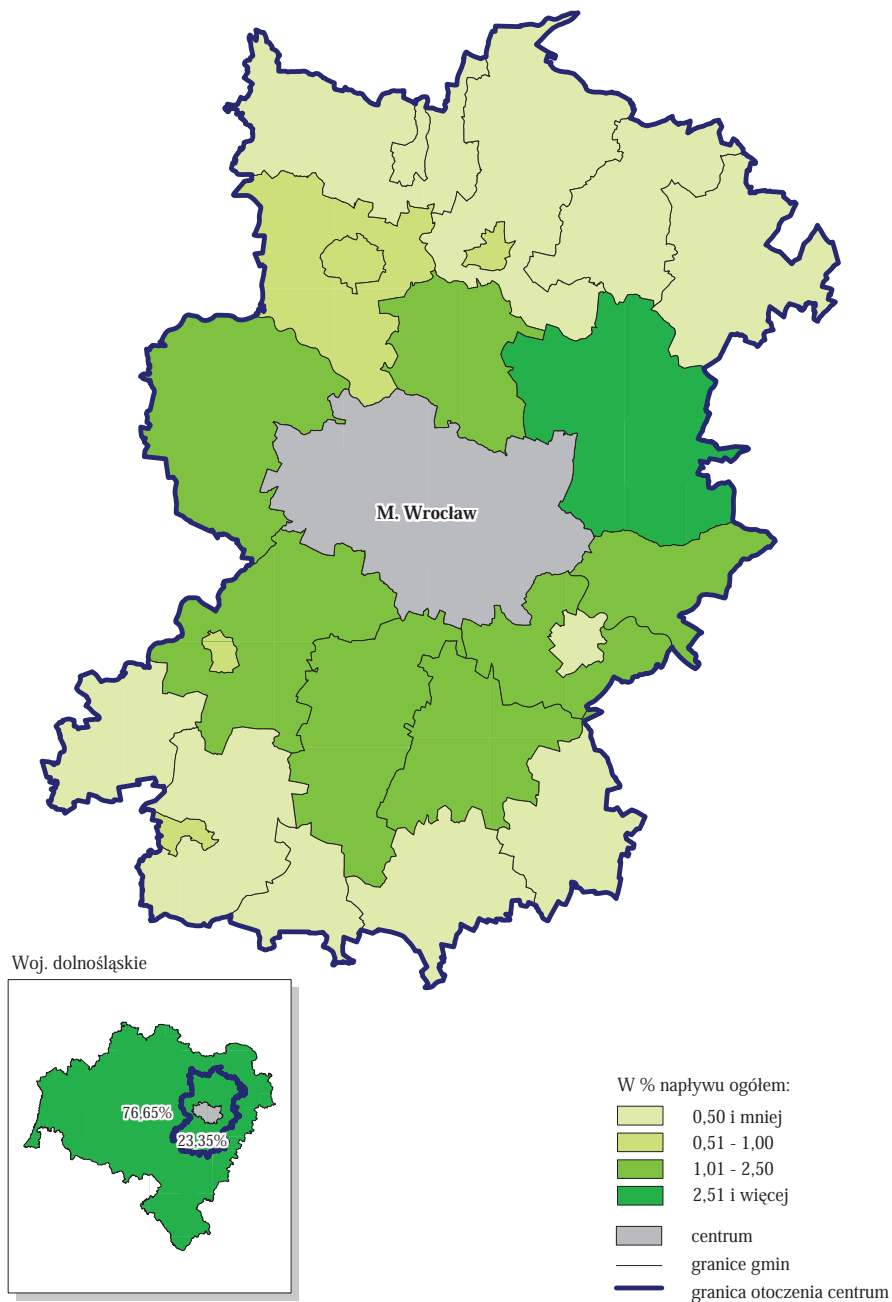 M. Wrocław
Woj. dolnośląskie
76,65%
23,35%
W % napływu ogółem:
0,50 i mniej
0,51 - 1,00
1,01 - 2,50
2,51 i więcej
centrum
granice gmin
granica otoczenia centrum